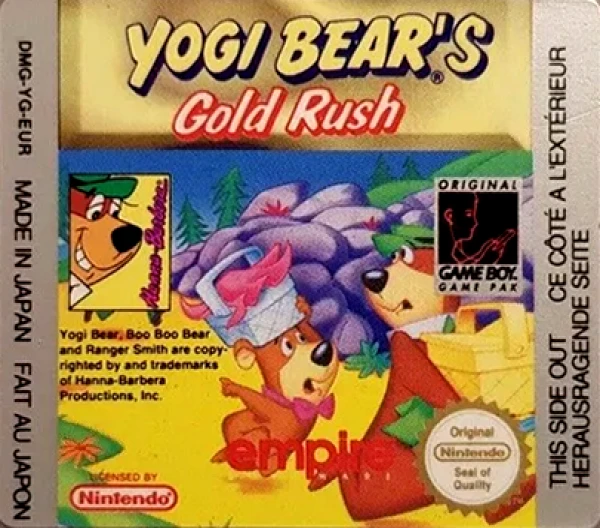 YOGI BEAR'S
®
Gold Rush
DMG-YG-EUR MADE IN JAPAN FAIT AU JAPON
Hanna-Barbera
ORIGINAL
GAME BOY
GAME PAK
Yogi Bear, Boo Boo Bear
and Ranger Smith are copy-
righted by and trademarks
of Hanna-Barbera
Productions, Inc.
empire
LICENSED BY
Nintendo
Original
Nintendo
Seal of
Quality
THIS SIDE OUT CE CÔTÉ A L'EXTÉRIEUR
HERAUSRAGENDE SEITE